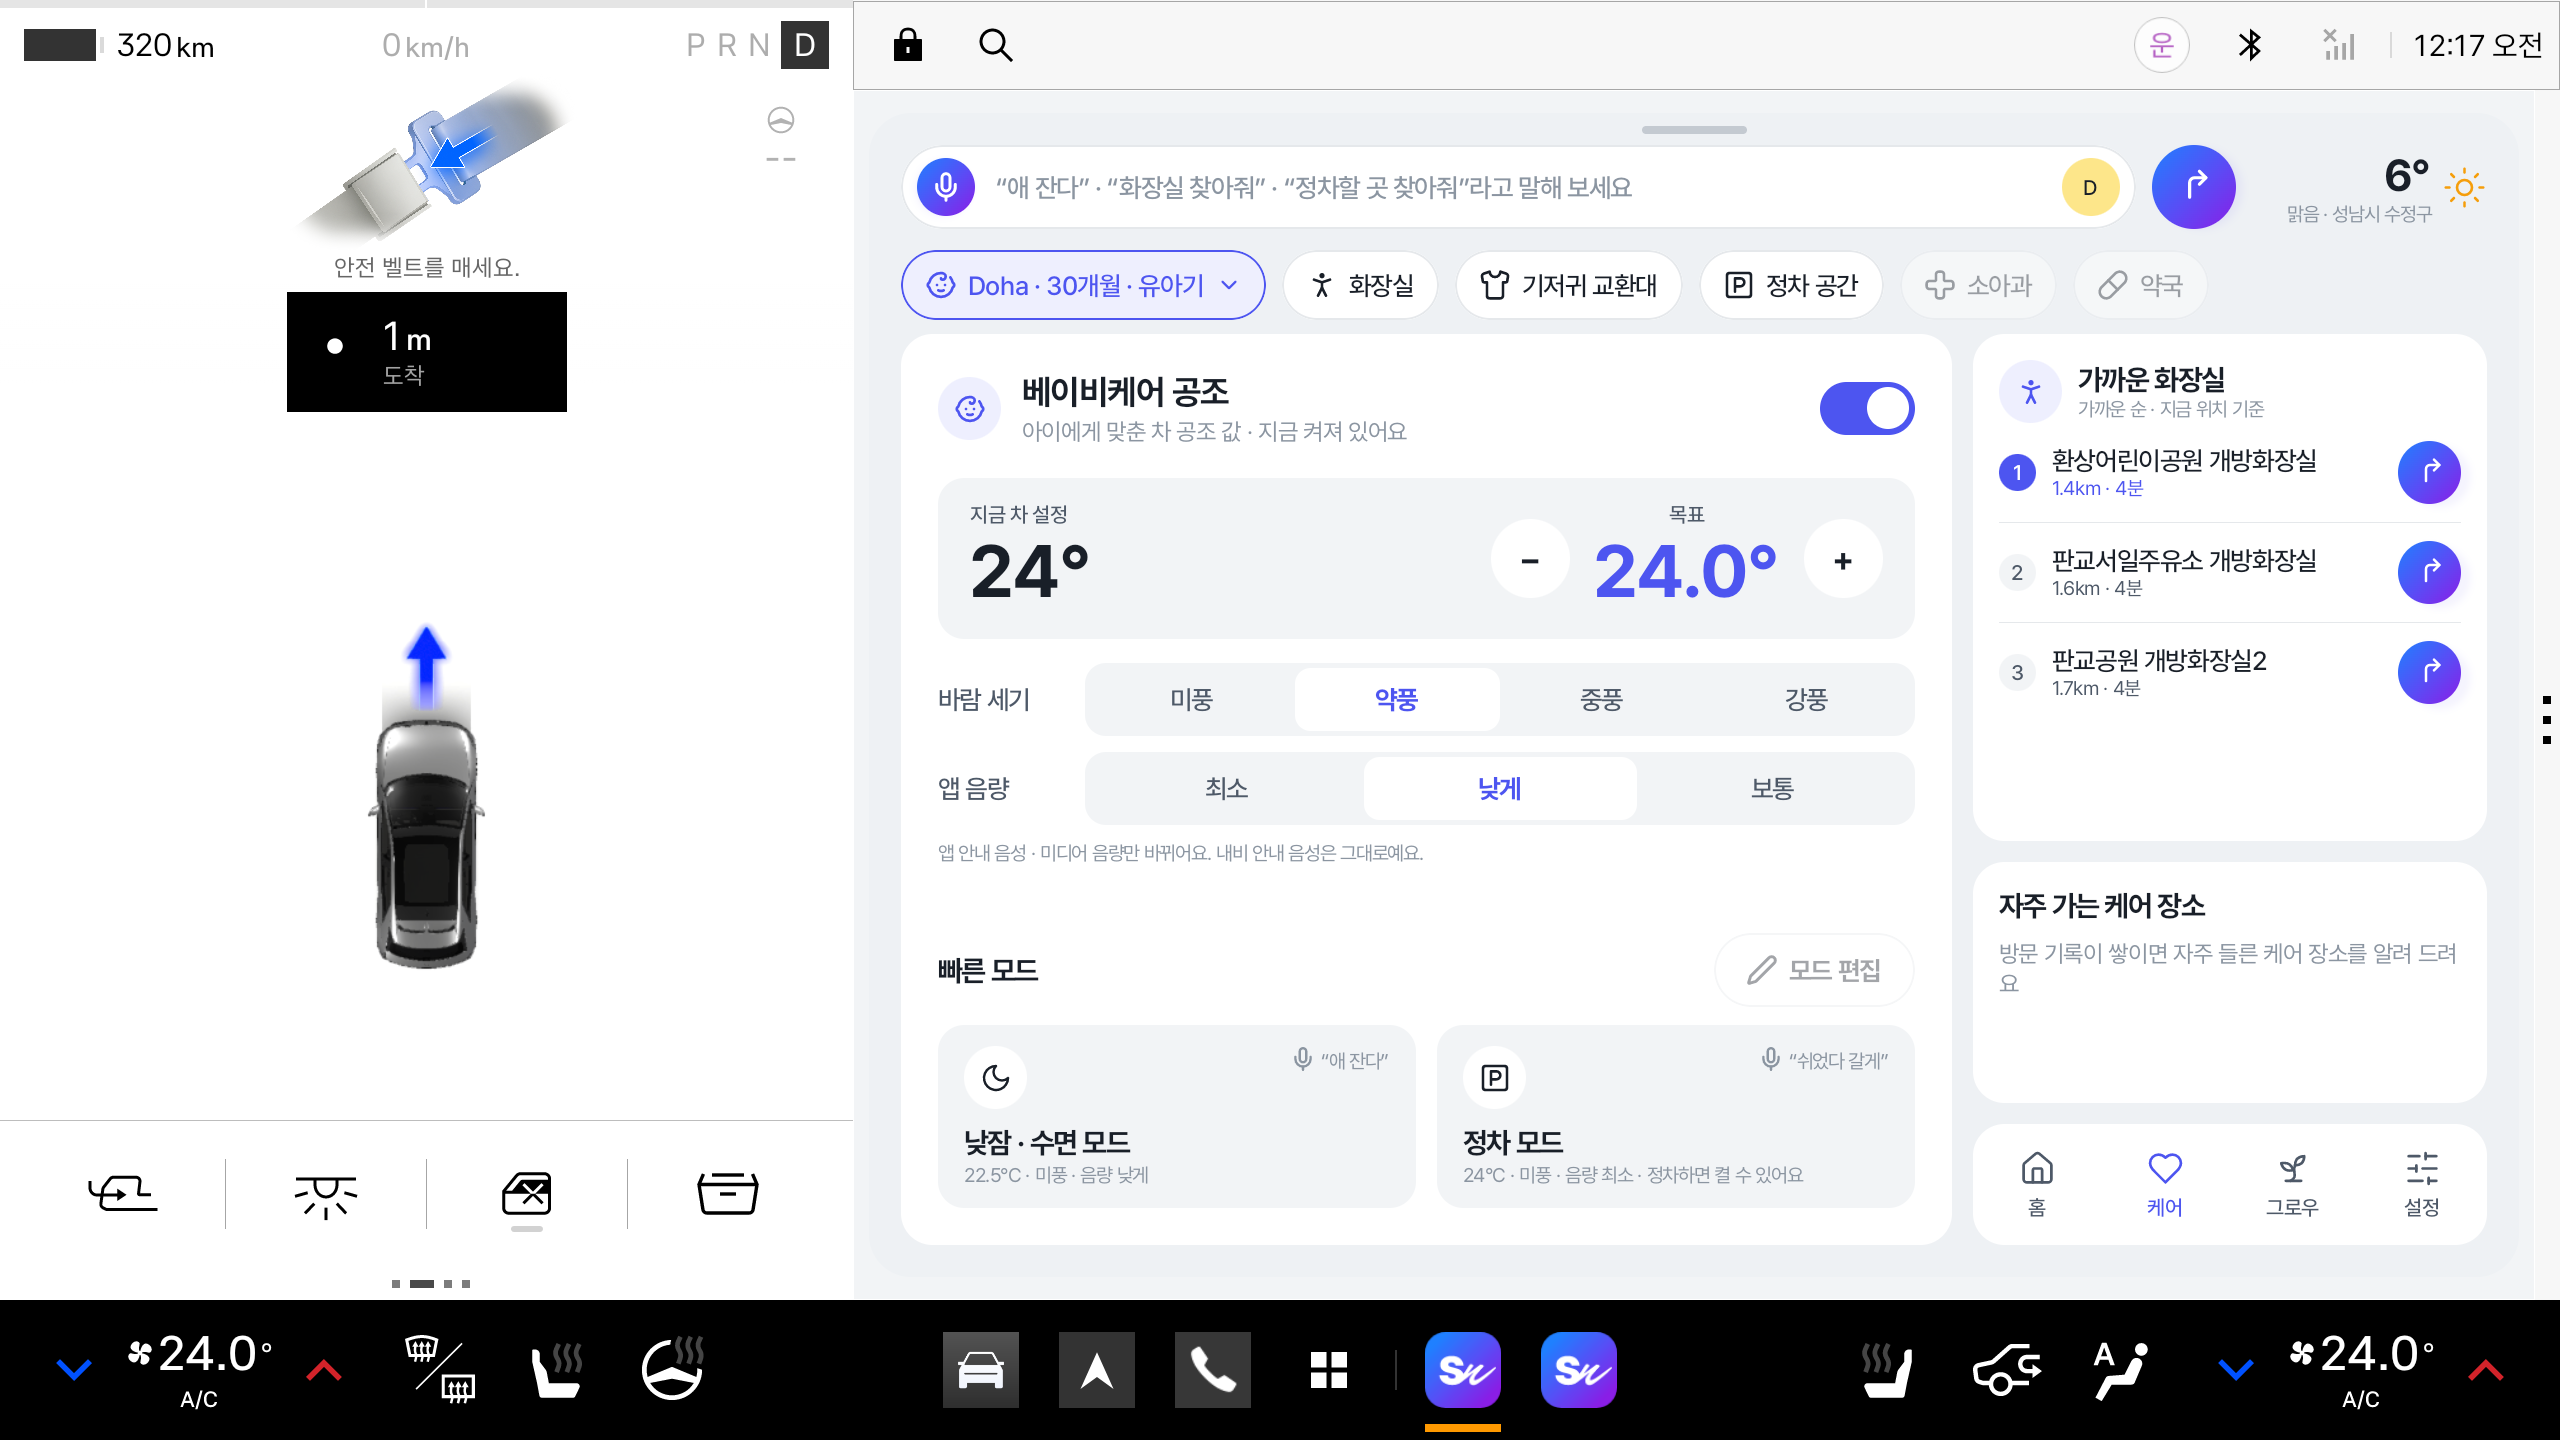 320 km
0 km/h
P R N D
안전 벨트를 매세요.
1 m
도착
12:17 오전
운
“애 잔다” · “화장실 찾아줘” · “정차할 곳 찾아줘”라고 말해 보세요
D
6°
맑음 · 성남시 수정구
Doha · 30개월 · 유아기
화장실
기저귀 교환대
정차 공간
소아과
약국
베이비케어 공조
아이에게 맞춘 차 공조 값 · 지금 켜져 있어요
지금 차 설정
24°
목표
− 24.0° +
바람 세기
미풍
약풍
중풍
강풍
앱 음량
최소
낮게
보통
앱 안내 음성 · 미디어 음량만 바뀌어요. 내비 안내 음성은 그대로예요.
빠른 모드
모드 편집
“애 잔다”
낮잠 · 수면 모드
22.5°C · 미풍 · 음량 낮게
“쉬었다 갈게”
정차 모드
24°C · 미풍 · 음량 최소 · 정차하면 켤 수 있어요
가까운 화장실
가까운 순 · 지금 위치 기준
1 환상어린이공원 개방화장실
1.4km · 4분
2 판교서일주유소 개방화장실
1.6km · 4분
3 판교공원 개방화장실2
1.7km · 4분
자주 가는 케어 장소
방문 기록이 쌓이면 자주 들른 케어 장소를 알려 드려
요
홈
케어
그로우
설정
24.0°
A/C
Sn
Sn
A
24.0°
A/C